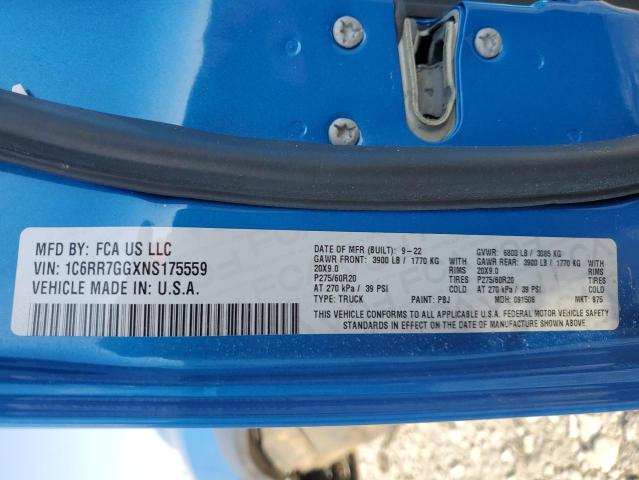 MFD BY: FCA US LLC
VIN: 1C6RR7GGXNS175559
VEHICLE MADE IN: U.S.A.
DATE OF MFR (BUILT): 9-22 GVWR: 6800 LB / 3085 KG
GAWR FRONT: 3900 LB / 1770 KG GAWR REAR: 3900 LB / 1770 KG
20X9.0 RIMS 20X9.0 RIMS
P275/60R20 TIRES P275/60R20 TIRES
AT 270 kPa / 39 PSI COLD AT 270 kPa / 39 PSI COLD
TYPE: TRUCK PAINT: PBJ MDH: 091506 MKT: 875
THIS VEHICLE CONFORMS TO ALL APPLICABLE U.S.A. FEDERAL MOTOR VEHICLE SAFETY
STANDARDS IN EFFECT ON THE DATE OF MANUFACTURE SHOWN ABOVE.